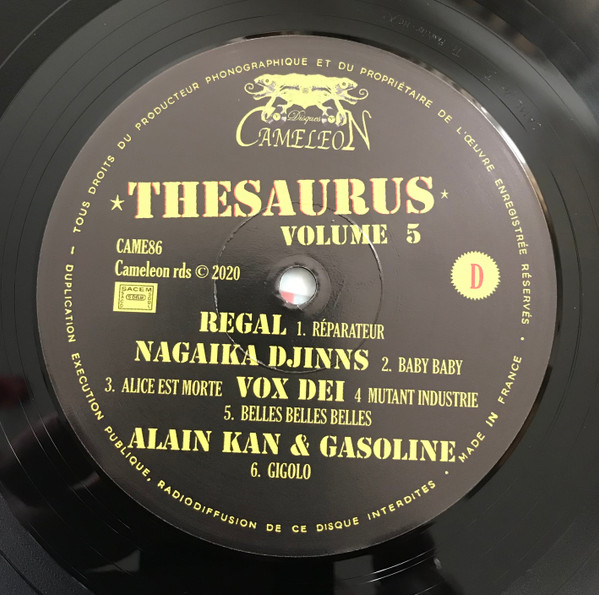 TOUS DROITS DU PRODUCTEUR PHONOGRAPHIQUE ET DU PROPRIÉTAIRE DE L'ŒUVRE ENREGISTRÉE RÉSERVÉS
Disques
CAMELEON
THESAURUS
VOLUME 5
CAME86
Cameleon rds © 2020
D
SACEM
REGAL 1. RÉPARATEUR
NAGAIKA DJINNS 2. BABY BABY
3. ALICE EST MORTE VOX DEI 4 MUTANT INDUSTRIE
5. BELLES BELLES BELLES
ALAIN KAN & GASOLINE
6. GIGOLO
– DUPLICATION EXECUTION PUBLIQUE, RADIODIFFUSION DE CE DISQUE INTERDITES • MADE IN FRANCE •